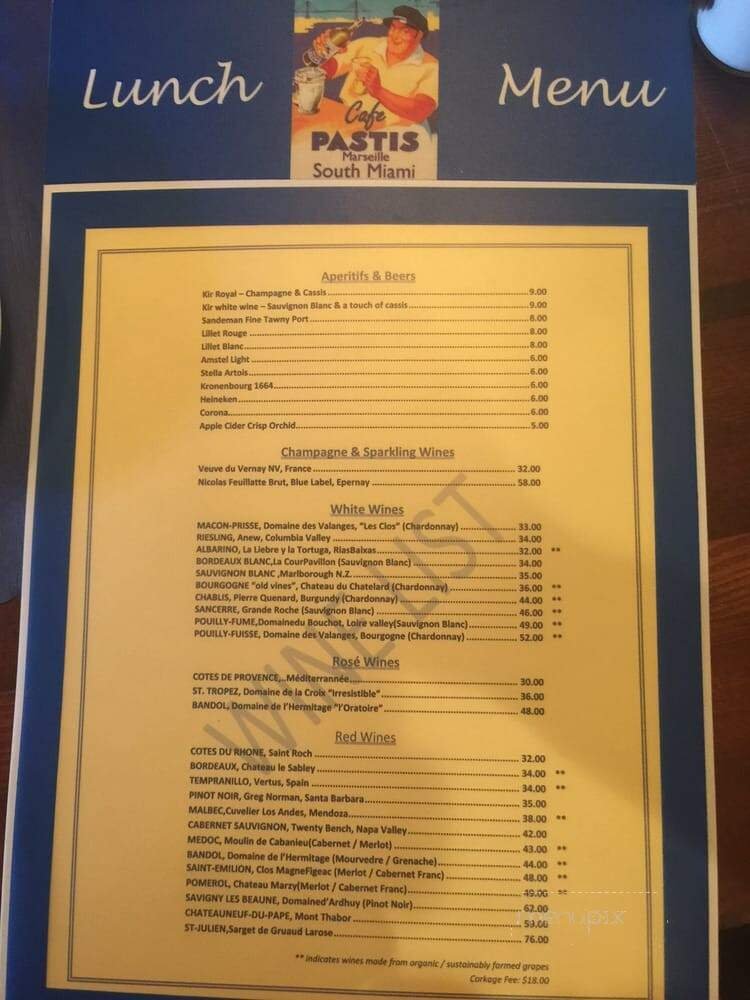 Lunch Menu
Cafe
PASTIS
Marseille
South Miami
Aperitifs & Beers
Kir Royal – Champagne & Cassis 9.00
Kir white wine – Sauvignon Blanc & a touch of cassis 9.00
Sandeman Fine Tawny Port 8.00
Lillet Rouge 8.00
Lillet Blanc 8.00
Amstel Light 6.00
Stella Artois 6.00
Kronenbourg 1664 6.00
Heineken 6.00
Corona 6.00
Apple Cider Crisp Orchid 5.00
Champagne & Sparkling Wines
Veuve du Vernay NV, France 32.00
Nicolas Feuillatte Brut, Blue Label, Epernay 58.00
White Wines
MACON-PRISSE, Domaine des Valanges, "Les Clos" (Chardonnay) 33.00
RIESLING, Anew, Columbia Valley 34.00
ALBARINO, La Liebre y la Tortuga, RiasBaixas 32.00 **
BORDEAUX BLANC,La CourPavillon (Sauvignon Blanc) 34.00
SAUVIGNON BLANC ,Marlborough N.Z. 35.00
BOURGOGNE "old vines", Chateau du Chatelard (Chardonnay) 36.00 **
CHABLIS, Pierre Quenard, Burgundy (Chardonnay) 44.00 **
SANCERRE, Grande Roche (Sauvignon Blanc) 46.00 **
POUILLY-FUME,Domainedu Bouchot, Loire valley(Sauvignon Blanc) 49.00 **
POUILLY-FUISSE, Domaine des Valanges, Bourgogne (Chardonnay) 52.00 **
Rosé Wines
COTES DE PROVENCE,..Méditerrannée 30.00
ST. TROPEZ, Domaine de la Croix "Irresistible" 36.00
BANDOL, Domaine de l'Hermitage "l'Oratoire" 48.00
Red Wines
COTES DU RHONE, Saint Roch 32.00
BORDEAUX, Chateau le Sabley 34.00 **
TEMPRANILLO, Vertus, Spain 34.00 **
PINOT NOIR, Greg Norman, Santa Barbara 35.00
MALBEC,Cuvelier Los Andes, Mendoza 38.00 **
CABERNET SAUVIGNON, Twenty Bench, Napa Valley 42.00
MEDOC, Moulin de Cabanieu(Cabernet / Merlot) 43.00 **
BANDOL, Domaine de l'Hermitage (Mourvedre / Grenache) 44.00 **
SAINT-EMILION, Clos MagneFigeac (Merlot / Cabernet Franc) 48.00 **
POMEROL, Chateau Marzy(Merlot / Cabernet Franc) 49.00 **
SAVIGNY LES BEAUNE, Domained'Ardhuy (Pinot Noir) 62.00
CHATEAUNEUF-DU-PAPE, Mont Thabor 59.00
ST-JULIEN,Sarget de Gruaud Larose 76.00
** indicates wines made from organic / sustainably farmed grapes
Corkage Fee: $18.00
WINE LIST
menupix